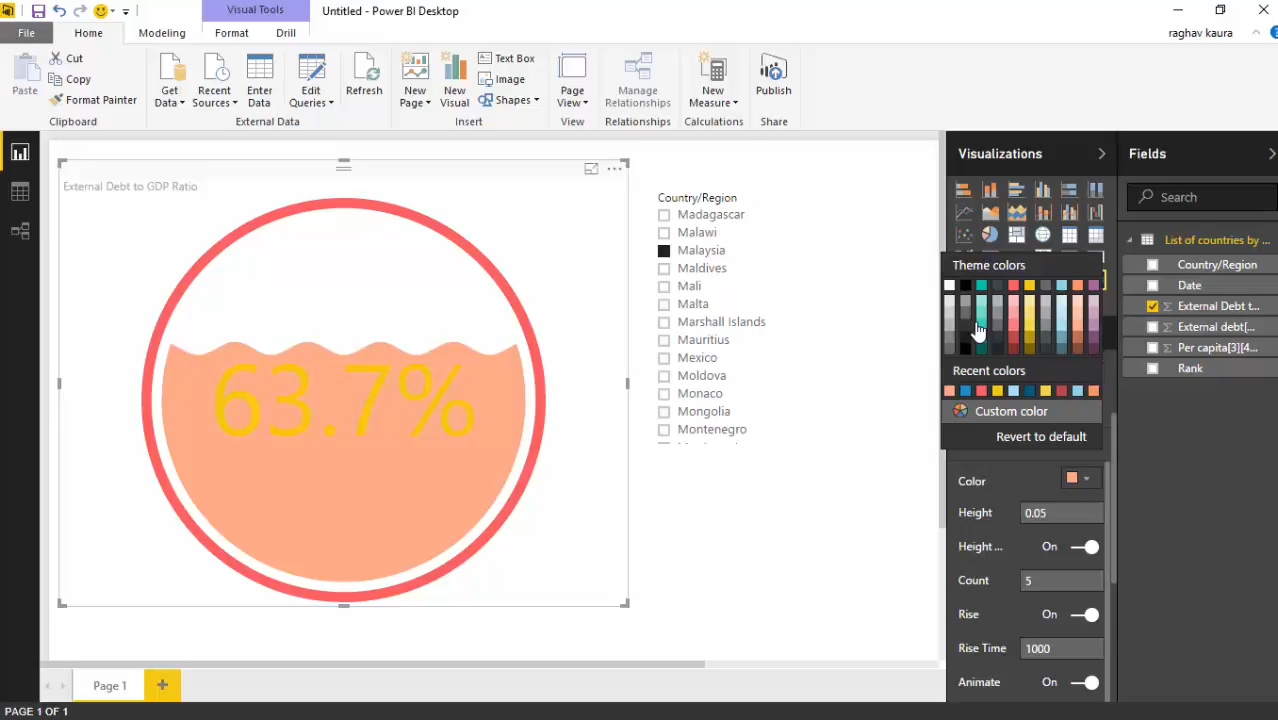 Visual Tools
Untitled - Power BI Desktop
File
Home
Modeling
Format
Drill
raghav kaura
Paste
Cut
Copy
Format Painter
Clipboard
Get Data
Recent Sources
Enter Data
Edit Queries
Refresh
External Data
New Page
New Visual
Text Box
Image
Shapes
Insert
Page View
View
Manage Relationships
Relationships
New Measure
Calculations
Publish
Share
External Debt to GDP Ratio
63.7%
Country/Region
Madagascar
Malawi
Malaysia
Maldives
Mali
Malta
Marshall Islands
Mauritius
Mexico
Moldova
Monaco
Mongolia
Montenegro
Visualizations
Theme colors
Recent colors
Custom color
Revert to default
Color
Height 0.05
Height ... On
Count 5
Rise On
Rise Time 1000
Animate On
Fields
Search
List of countries by ...
Country/Region
Date
Σ External Debt t...
Σ External debt[...
Σ Per capita[3][4...
Rank
Page 1
PAGE 1 OF 1